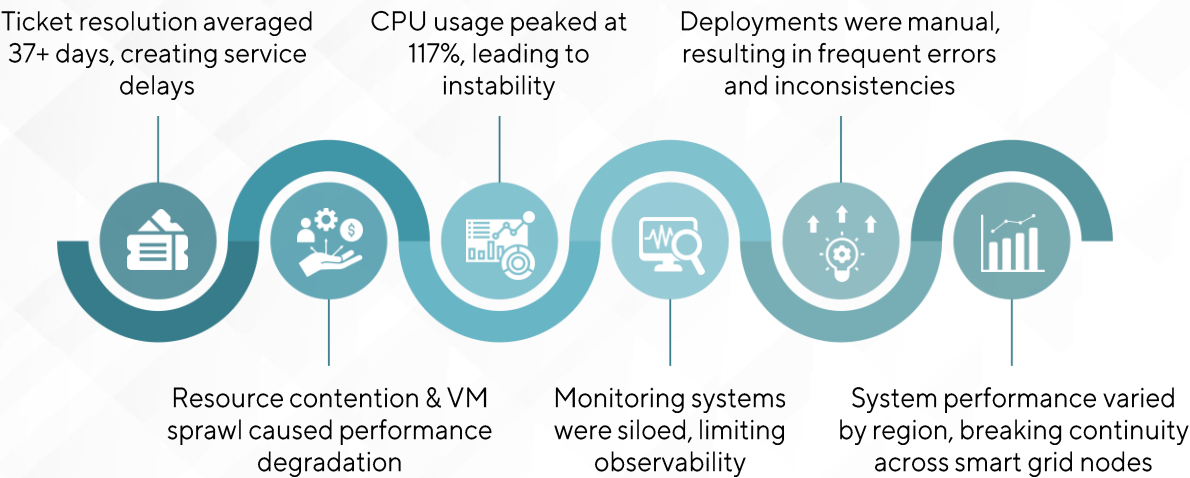 Ticket resolution averaged
37+ days, creating service
delays
CPU usage peaked at
117%, leading to
instability
Deployments were manual,
resulting in frequent errors
and inconsistencies
Resource contention & VM
sprawl caused performance
degradation
Monitoring systems
were siloed, limiting
observability
System performance varied
by region, breaking continuity
across smart grid nodes